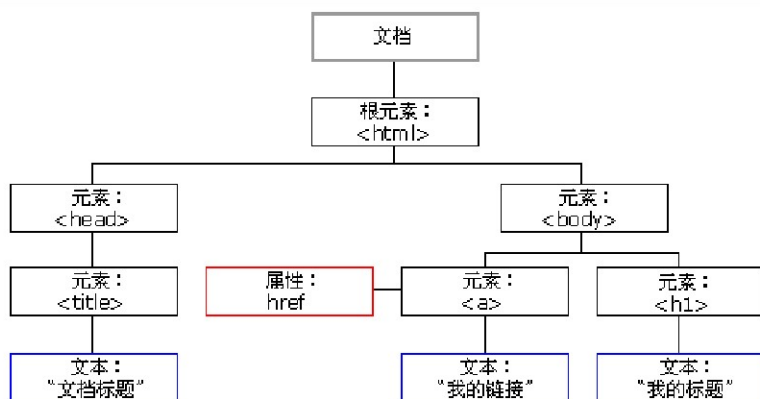 文档
根元素：
<html>
元素：
<head>
元素：
<body>
元素：
<title>
属性：
href
元素：
<a>
元素：
<h1>
文本：
“文档标题”
文本：
“我的链接”
文本：
“我的标题”